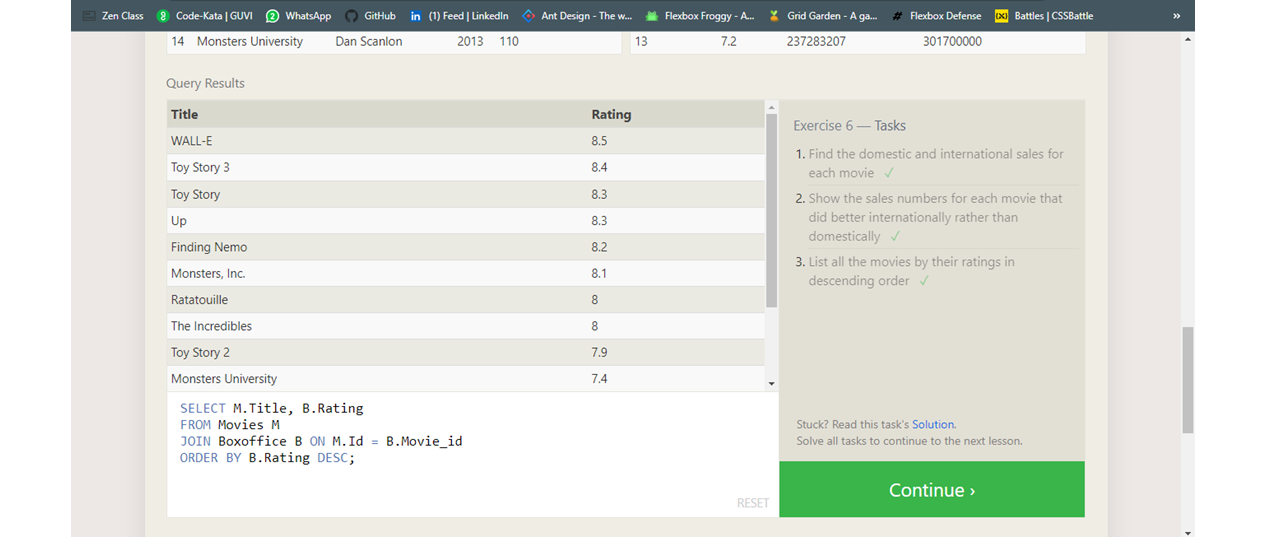 Zen Class Code-Kata | GUVI WhatsApp GitHub (1) Feed | LinkedIn Ant Design - The w... Flexbox Froggy - A... Grid Garden - A ga... Flexbox Defense Battles | CSSBattle »
14 Monsters University Dan Scanlon 2013 110 13 7.2 237283207 301700000
Query Results
Title Rating
WALL-E 8.5
Toy Story 3 8.4
Toy Story 8.3
Up 8.3
Finding Nemo 8.2
Monsters, Inc. 8.1
Ratatouille 8
The Incredibles 8
Toy Story 2 7.9
Monsters University 7.4
SELECT M.Title, B.Rating
FROM Movies M
JOIN Boxoffice B ON M.Id = B.Movie_id
ORDER BY B.Rating DESC;
RESET
Exercise 6 — Tasks
1. Find the domestic and international sales for
each movie ✓
2. Show the sales numbers for each movie that
did better internationally rather than
domestically ✓
3. List all the movies by their ratings in
descending order ✓
Stuck? Read this task's Solution.
Solve all tasks to continue to the next lesson.
Continue ›